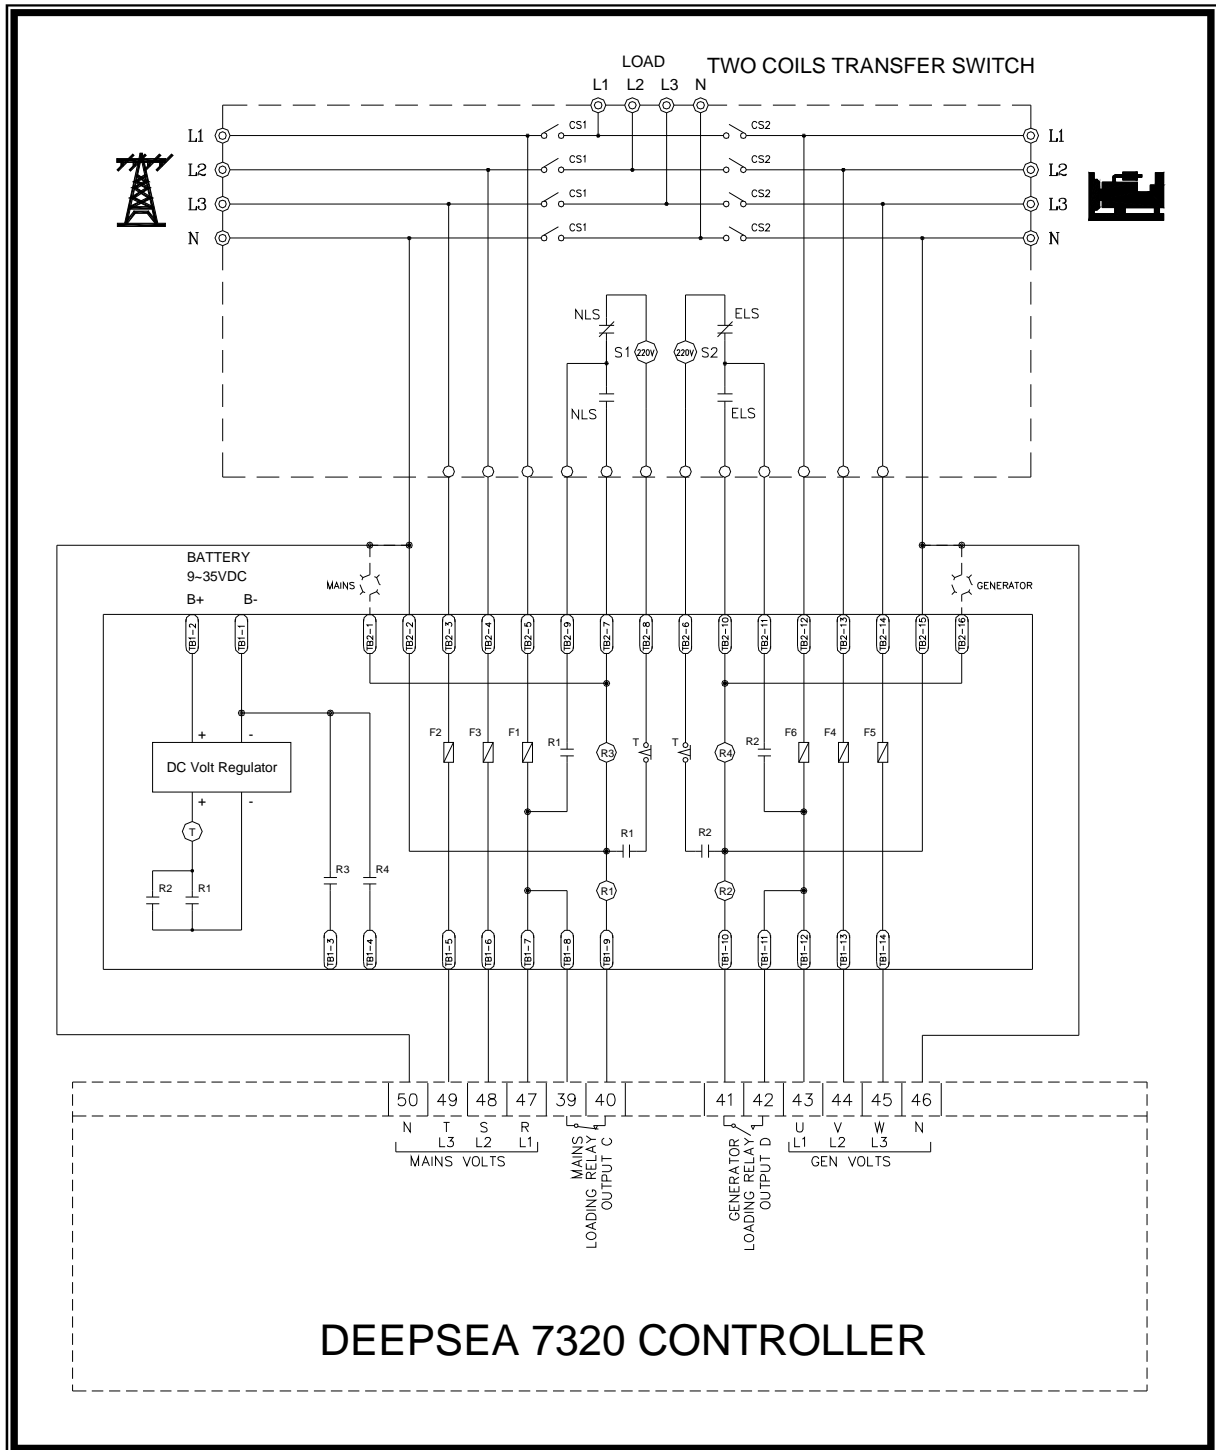 LOAD
TWO COILS TRANSFER SWITCH
L1 L2 L3 N
L1 CS1 CS2 L1
L2 CS1 CS2 L2
L3 CS1 CS2 L3
N CS1 CS2 N
NLS ELS
S1 220V 220V S2
NLS ELS
BATTERY
9~35VDC
B+ B-
MAINS GENERATOR
TB1-2 TB1-1 TB2-1 TB2-2 TB2-3 TB2-4 TB2-5 TB2-9 TB2-7 TB2-8 TB2-6 TB2-10 TB2-11 TB2-12 TB2-13 TB2-14 TB2-15 TB2-16
+ -
F2 F3 F1 R1 R3 T T R4 R2 F6 F4 F5
DC Volt Regulator
+ -
T
R1 R2
R3 R4
R2 R1
R1 R2
TB1-3 TB1-4 TB1-5 TB1-6 TB1-7 TB1-8 TB1-9 TB1-10 TB1-11 TB1-12 TB1-13 TB1-14
50 49 48 47 39 40 41 42 43 44 45 46
N T S R U V W N
L3 L2 L1 L1 L2 L3
MAINS VOLTS GEN VOLTS
MAINS
LOADING RELAY
OUTPUT C
GENERATOR
LOADING RELAY
OUTPUT D
DEEPSEA 7320 CONTROLLER